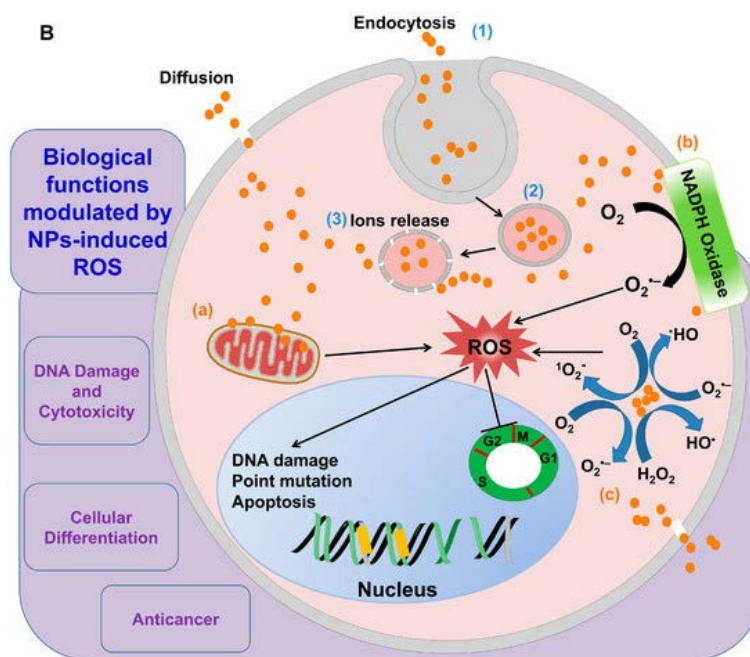 B
Endocytosis
(1)
Diffusion
Biological
functions
modulated by
NPs-induced
ROS
(b)
NADPH Oxidase
(2)
(3) Ions release
O₂
O₂•−
(a)
ROS
DNA Damage
and
Cytotoxicity
O₂
•HO
¹O₂-
O₂•−
O₂
HO•
O₂•−
H₂O₂
(c)
G2
M
G1
S
DNA damage
Point mutation
Apoptosis
Cellular
Differentiation
Nucleus
Anticancer